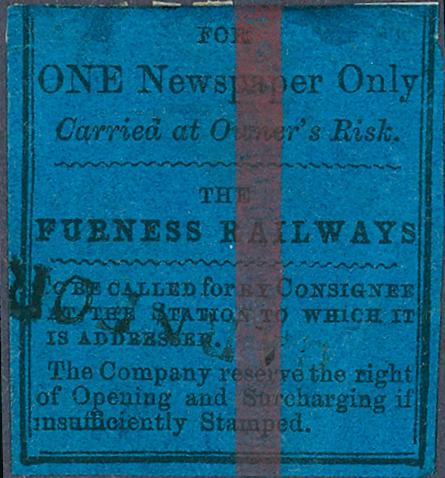 FOR
ONE Newspaper Only
Carried at Owner's Risk.
THE
FURNESS RAILWAYS
TO BE CALLED for BY CONSIGNEE
AT THE STATION TO WHICH IT
IS ADDRESSED.
The Company reserve the right
of Opening and Surcharging if
insufficiently Stamped.